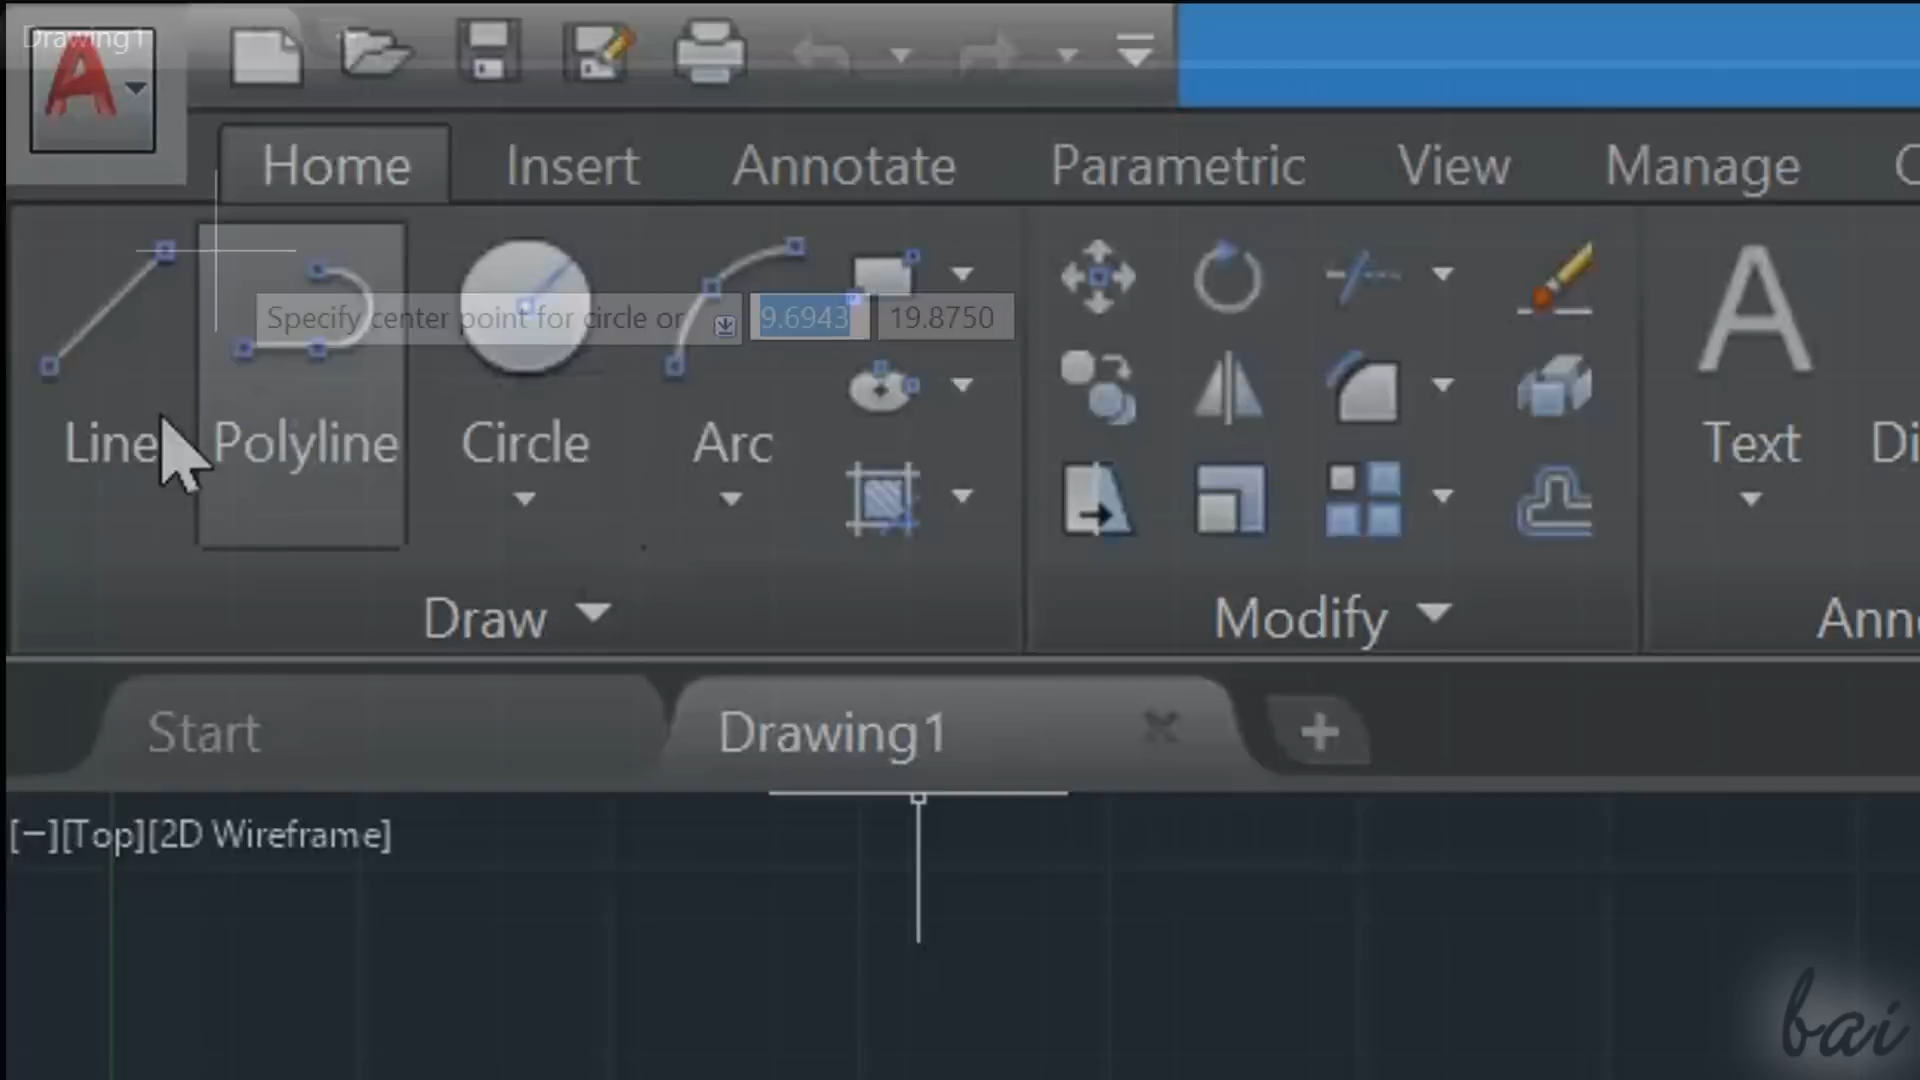 Drawing1
A
Home Insert Annotate Parametric View Manage
Specify center point for circle or 9.6943 19.8750
Line Polyline Circle Arc A Text
Draw Modify
Start Drawing1 +
[−][Top][2D Wireframe]
bai